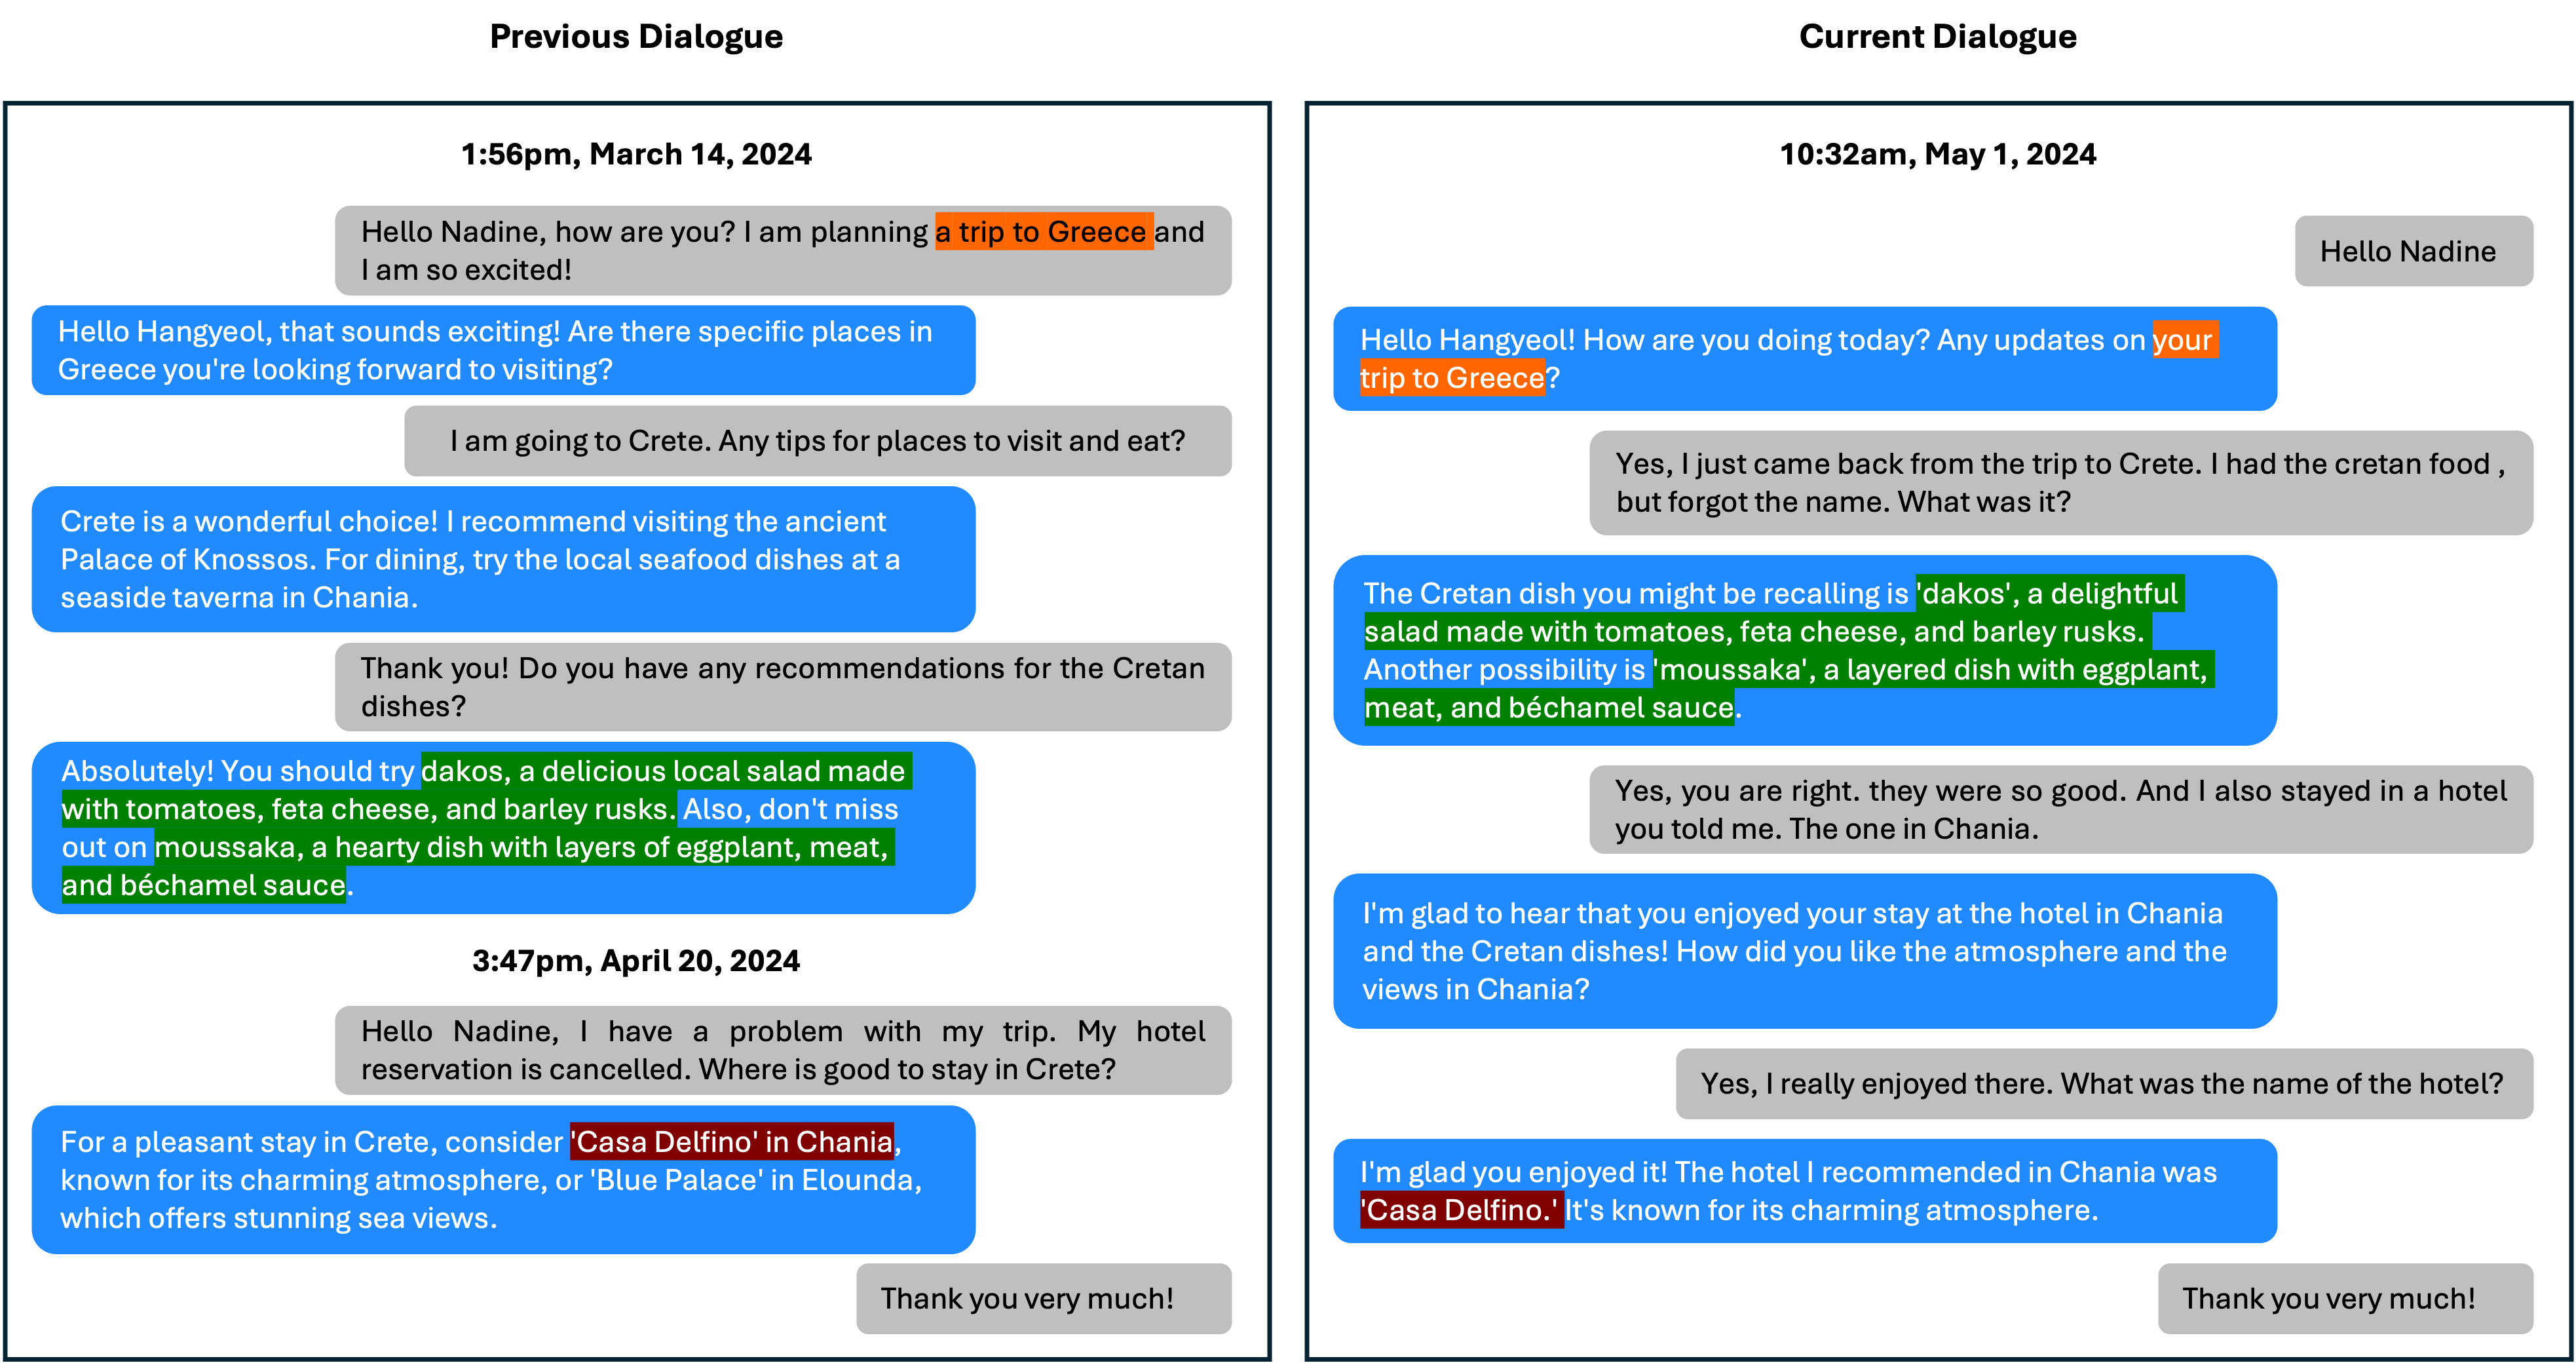 Previous Dialogue
1:56pm, March 14, 2024
Hello Nadine, how are you? I am planning a trip to Greece and
I am so excited!
Hello Hangyeol, that sounds exciting! Are there specific places in
Greece you're looking forward to visiting?
I am going to Crete. Any tips for places to visit and eat?
Crete is a wonderful choice! I recommend visiting the ancient
Palace of Knossos. For dining, try the local seafood dishes at a
seaside taverna in Chania.
Thank you! Do you have any recommendations for the Cretan
dishes?
Absolutely! You should try dakos, a delicious local salad made
with tomatoes, feta cheese, and barley rusks. Also, don't miss
out on moussaka, a hearty dish with layers of eggplant, meat,
and béchamel sauce.
3:47pm, April 20, 2024
Hello Nadine, I have a problem with my trip. My hotel
reservation is cancelled. Where is good to stay in Crete?
For a pleasant stay in Crete, consider 'Casa Delfino' in Chania,
known for its charming atmosphere, or 'Blue Palace' in Elounda,
which offers stunning sea views.
Thank you very much!
Current Dialogue
10:32am, May 1, 2024
Hello Nadine
Hello Hangyeol! How are you doing today? Any updates on your
trip to Greece?
Yes, I just came back from the trip to Crete. I had the cretan food ,
but forgot the name. What was it?
The Cretan dish you might be recalling is 'dakos', a delightful
salad made with tomatoes, feta cheese, and barley rusks.
Another possibility is 'moussaka', a layered dish with eggplant,
meat, and béchamel sauce.
Yes, you are right. they were so good. And I also stayed in a hotel
you told me. The one in Chania.
I'm glad to hear that you enjoyed your stay at the hotel in Chania
and the Cretan dishes! How did you like the atmosphere and the
views in Chania?
Yes, I really enjoyed there. What was the name of the hotel?
I'm glad you enjoyed it! The hotel I recommended in Chania was
'Casa Delfino.' It's known for its charming atmosphere.
Thank you very much!